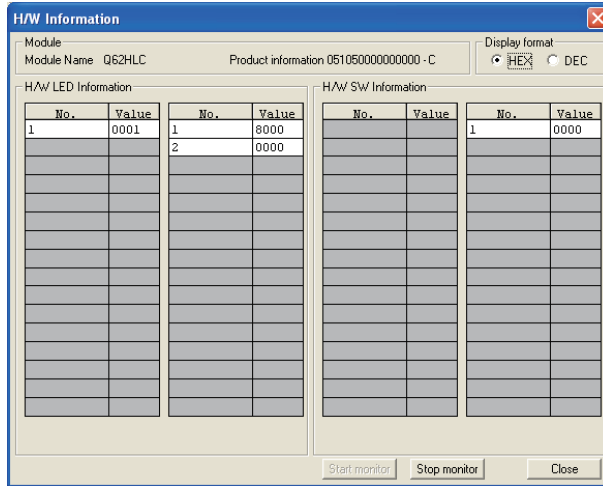 H/W Information
Module
Module Name Q62HLC
Product information 051050000000000 - C
Display format
HEX DEC
H/W LED Information
No. Value No. Value
1 0001 1 8000
2 0000
H/W SW Information
No. Value No. Value
1 0000
Start monitor Stop monitor Close